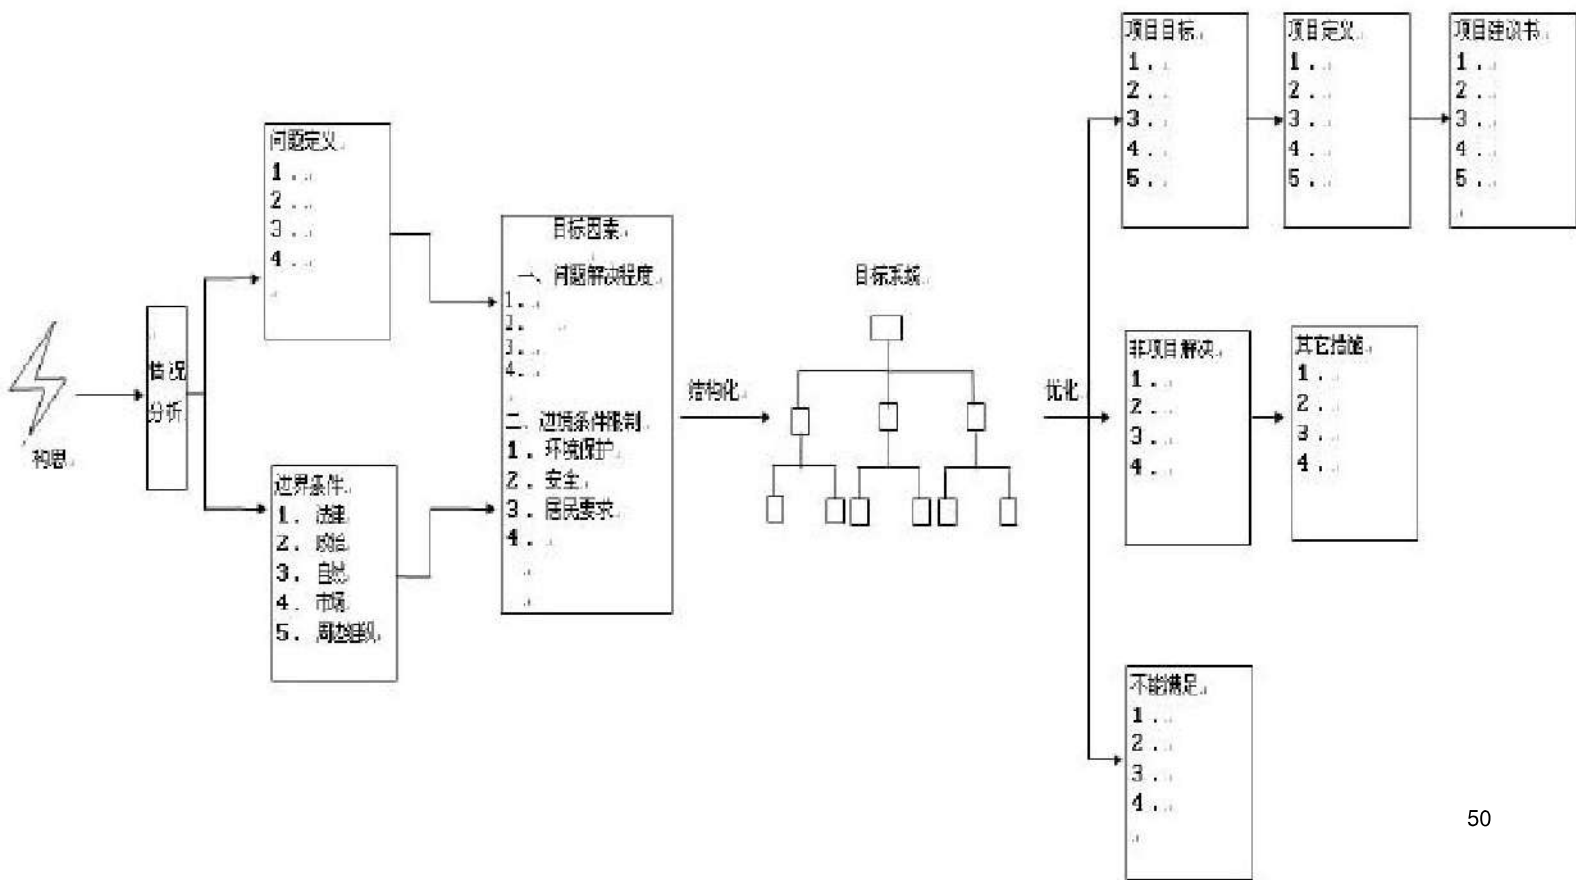 构思
情况
分析
问题定义
1.
2.
3.
4.
边界条件
1. 法律
2. 政治
3. 自然
4. 市场
5. 周边组织
目标因素
一、问题解决程度
1.
2.
3.
4.
二、边境条件限制
1. 环境保护
2. 安全
3. 居民要求
4.
结构化
目标系统
优化
项目目标
1.
2.
3.
4.
5.
项目定义
1.
2.
3.
4.
5.
项目建议书
1.
2.
3.
4.
5.
非项目解决
1.
2.
3.
4.
其它措施
1.
2.
3.
4.
不能满足
1.
2.
3.
4.
50